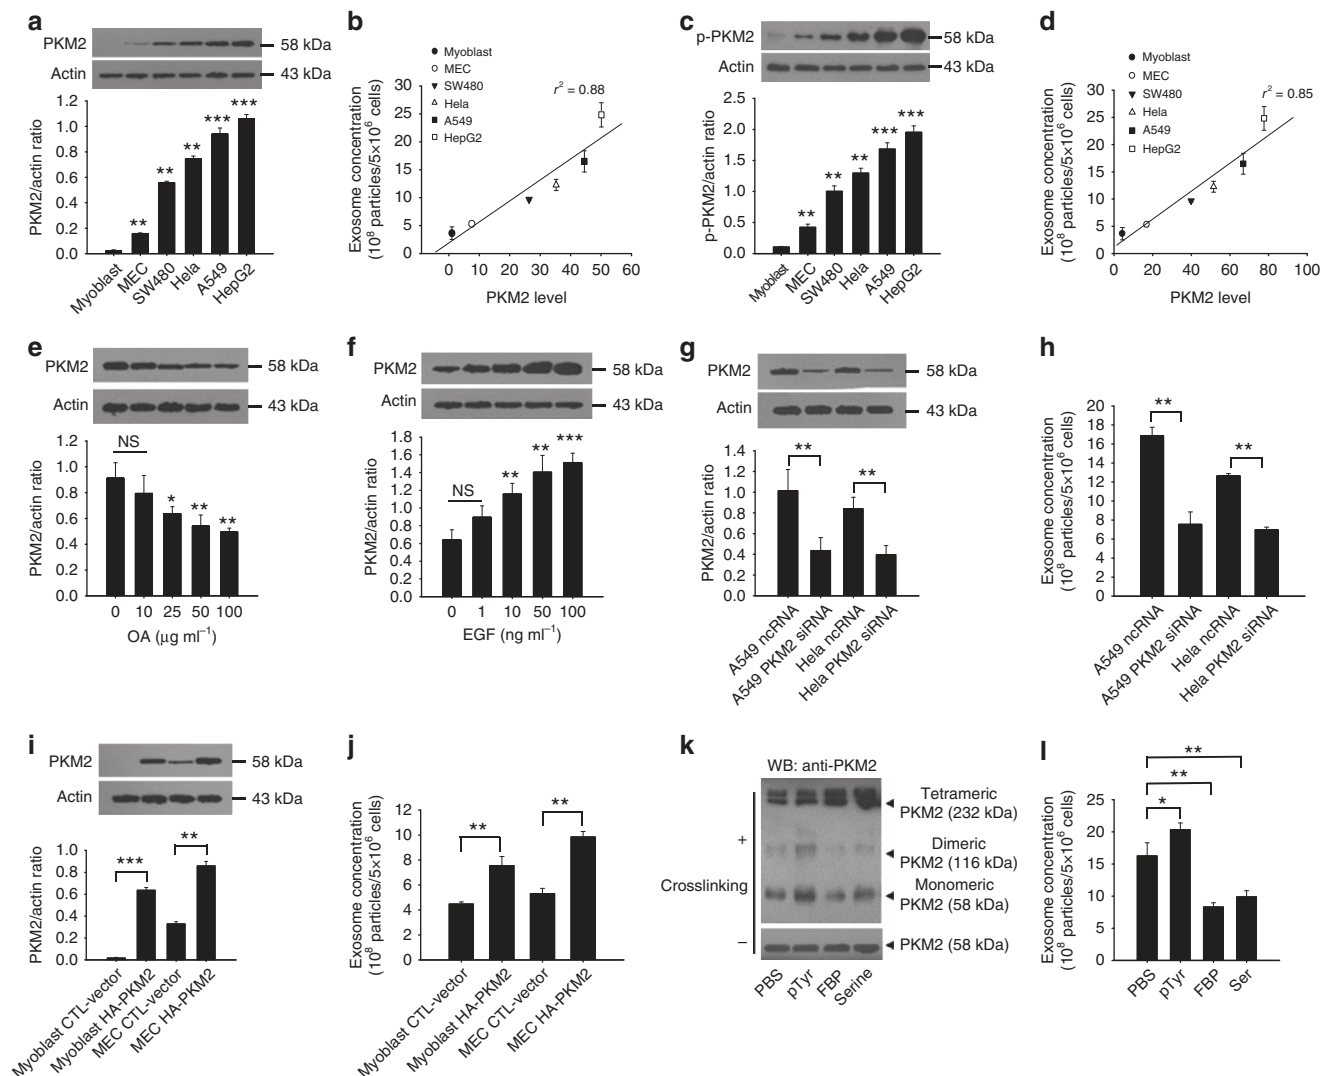 a
PKM2
58 kDa
Actin
43 kDa
PKM2/actin ratio
1.2
1.0
0.8
0.6
0.4
0.2
0.0
**
**
**
***
***
Myoblast
MEC
SW480
Hela
A549
HepG2
b
Myoblast
MEC
SW480
Hela
A549
HepG2
r² = 0.88
Exosome concentration
(10⁸ particles/5×10⁶ cells)
30
25
20
15
10
5
0
0 10 20 30 40 50 60
PKM2 level
c
p-PKM2
58 kDa
Actin
43 kDa
p-PKM2/actin ratio
2.5
2.0
1.5
1.0
0.5
0.0
**
**
**
***
***
Myoblast
MEC
SW480
Hela
A549
HepG2
d
Myoblast
MEC
SW480
Hela
A549
HepG2
r² = 0.85
Exosome concentration
(10⁸ particles/5×10⁶ cells)
30
25
20
15
10
5
0
0 20 40 60 80 100
PKM2 level
e
PKM2
58 kDa
Actin
43 kDa
PKM2/actin ratio
1.2
1.0
0.8
0.6
0.4
0.2
0.0
NS
*
**
**
0 10 25 50 100
OA (µg ml⁻¹)
f
PKM2
58 kDa
Actin
43 kDa
PKM2/actin ratio
1.8
1.6
1.4
1.2
1.0
0.8
0.6
0.4
0.2
0.0
NS
**
**
***
0 1 10 50 100
EGF (ng ml⁻¹)
g
PKM2
58 kDa
Actin
43 kDa
PKM2/actin ratio
1.4
1.2
1.0
0.8
0.6
0.4
0.2
0.0
**
**
A549 ncRNA
A549 PKM2 siRNA
Hela ncRNA
Hela PKM2 siRNA
h
Exosome concentration
(10⁸ particles/5×10⁶ cells)
20
18
16
14
12
10
8
6
4
2
0
**
**
A549 ncRNA
A549 PKM2 siRNA
Hela ncRNA
Hela PKM2 siRNA
i
PKM2
58 kDa
Actin
43 kDa
PKM2/actin ratio
1.0
0.8
0.6
0.4
0.2
0.0
***
**
Myoblast CTL-vector
Myoblast HA-PKM2
MEC CTL-vector
MEC HA-PKM2
j
Exosome concentration
(10⁸ particles/5×10⁶ cells)
12
10
8
6
4
2
0
**
**
Myoblast CTL-vector
Myoblast HA-PKM2
MEC CTL-vector
MEC HA-PKM2
k
WB: anti-PKM2
Crosslinking
+
−
Tetrameric
PKM2 (232 kDa)
Dimeric
PKM2 (116 kDa)
Monomeric
PKM2 (58 kDa)
PKM2 (58 kDa)
PBS
pTyr
FBP
Serine
l
Exosome concentration
(10⁸ particles/5×10⁶ cells)
25
20
15
10
5
0
**
**
*
PBS
pTyr
FBP
Ser